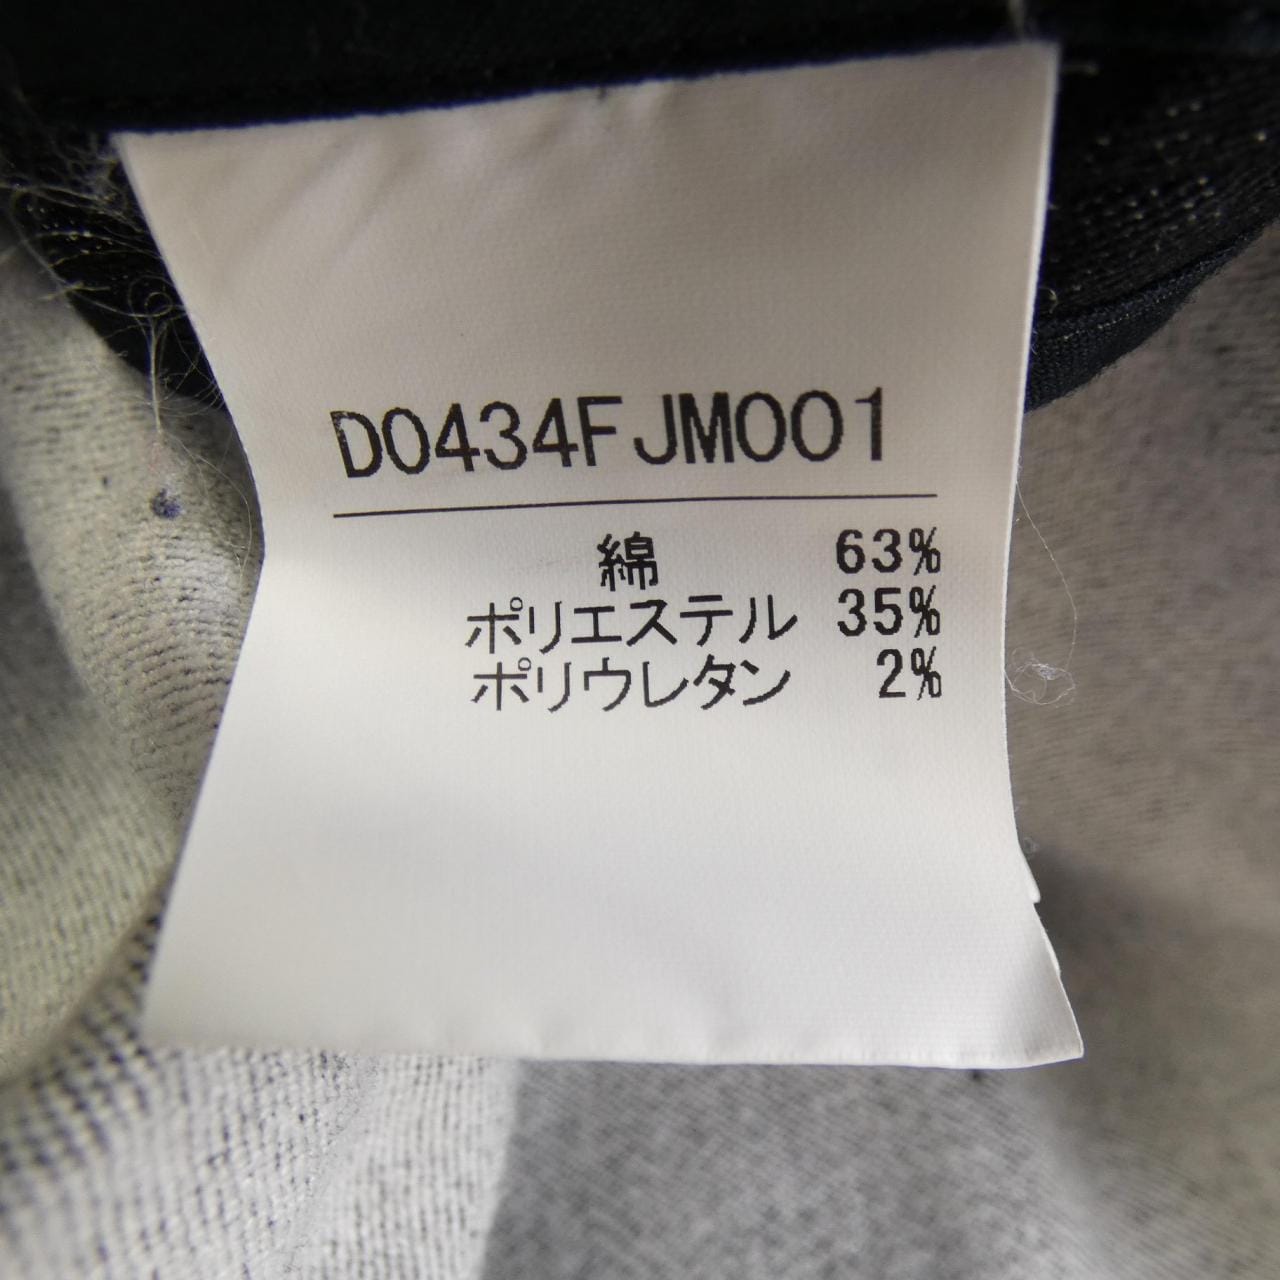 D0434FJM001
綿 63%
ポリエステル 35%
ポリウレタン 2%